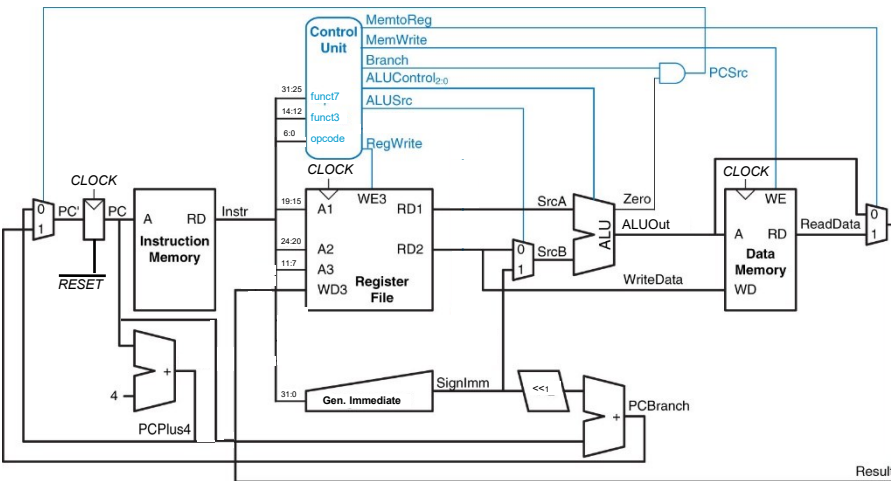 MemtoReg
Control
Unit
MemWrite
Branch
PCSrc
ALUControl2:0
31:25
funct7
ALUSrc
14:12
funct3
6:0
opcode
RegWrite
CLOCK
CLOCK
CLOCK
0
1
PC'
PC
A
RD
Instruction
Memory
Instr
RESET
19:15
A1
WE3
RD1
24:20
A2
RD2
11:7
A3
WD3
Register
File
SrcA
0
1
SrcB
ALU
Zero
ALUOut
WriteData
WE
A
RD
Data
Memory
WD
ReadData
0
1
+
4
PCPlus4
31:0
Gen. Immediate
SignImm
<<1
+
PCBranch
Resul